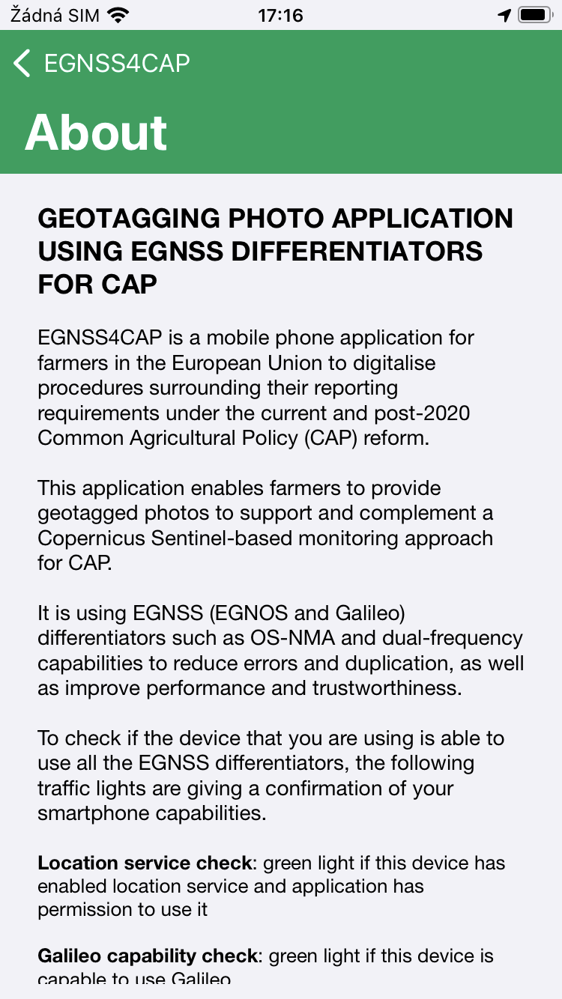 Žádná SIM
17:16
EGNSS4CAP
About
GEOTAGGING PHOTO APPLICATION
USING EGNSS DIFFERENTIATORS
FOR CAP
EGNSS4CAP is a mobile phone application for
farmers in the European Union to digitalise
procedures surrounding their reporting
requirements under the current and post-2020
Common Agricultural Policy (CAP) reform.
This application enables farmers to provide
geotagged photos to support and complement a
Copernicus Sentinel-based monitoring approach
for CAP.
It is using EGNSS (EGNOS and Galileo)
differentiators such as OS-NMA and dual-frequency
capabilities to reduce errors and duplication, as well
as improve performance and trustworthiness.
To check if the device that you are using is able to
use all the EGNSS differentiators, the following
traffic lights are giving a confirmation of your
smartphone capabilities.
Location service check: green light if this device has
enabled location service and application has
permission to use it
Galileo capability check: green light if this device is
capable to use Galileo